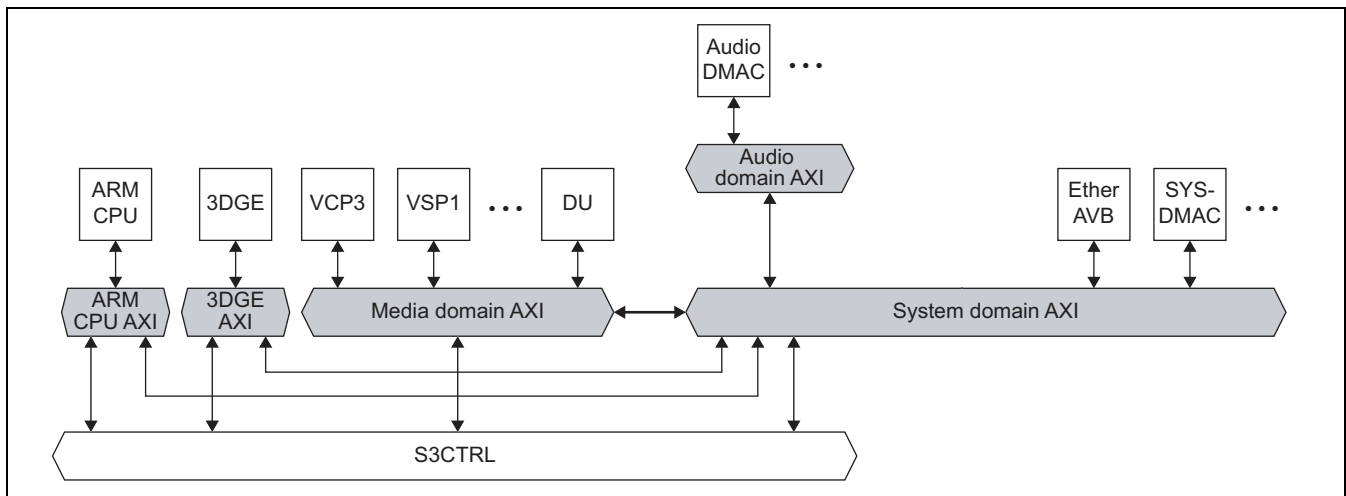 Audio
DMAC
...
Audio
domain AXI
ARM
CPU
3DGE
VCP3
VSP1
...
DU
Ether
AVB
SYS-
DMAC
...
ARM
CPU AXI
3DGE
AXI
Media domain AXI
System domain AXI
S3CTRL